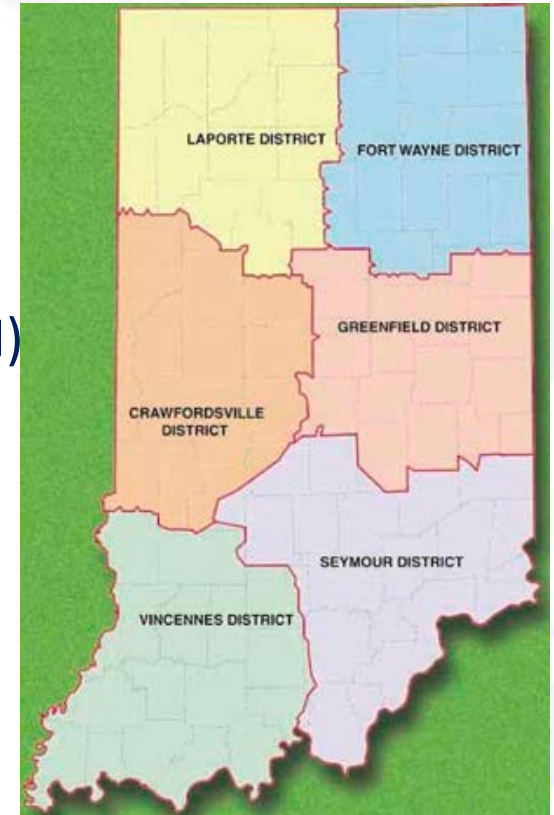 LAPORTE DISTRICT
FORT WAYNE DISTRICT
GREENFIELD DISTRICT
CRAWFORDSVILLE
DISTRICT
SEYMOUR DISTRICT
VINCENNES DISTRICT